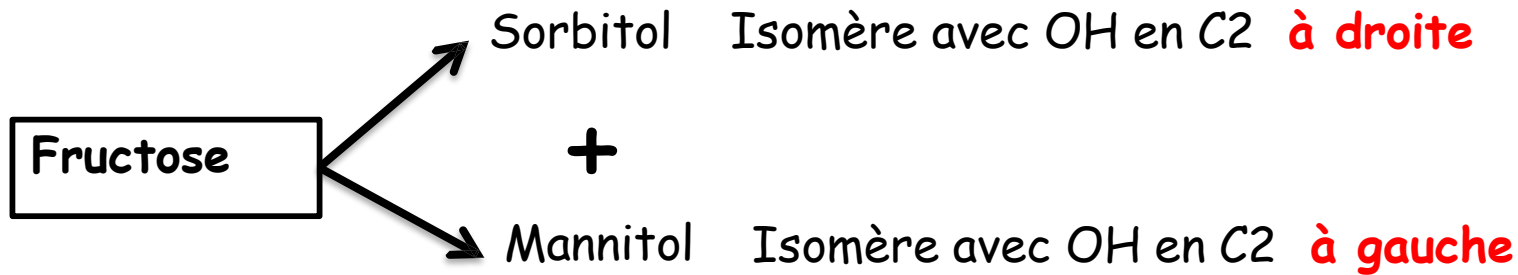 Sorbitol Isomère avec OH en C2 à droite
Fructose
+
Mannitol Isomère avec OH en C2 à gauche